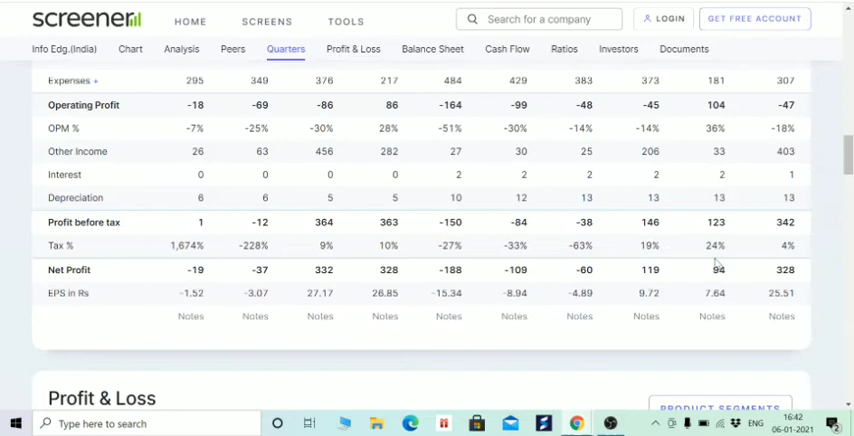 screener
HOME SCREENS TOOLS Search for a company LOGIN GET FREE ACCOUNT
Info Edg.(India) Chart Analysis Peers Quarters Profit & Loss Balance Sheet Cash Flow Ratios Investors Documents
Expenses + 295 349 376 217 484 429 383 373 181 307
Operating Profit -18 -69 -86 86 -164 -99 -48 -45 104 -47
OPM % -7% -25% -30% 28% -51% -30% -14% -14% 36% -18%
Other Income 26 63 456 282 27 30 25 206 33 403
Interest 0 0 0 0 2 2 2 2 2 1
Depreciation 6 6 5 5 10 12 13 13 13 13
Profit before tax 1 -12 364 363 -150 -84 -38 146 123 342
Tax % 1,674% -228% 9% 10% -27% -33% -63% 19% 24% 4%
Net Profit -19 -37 332 328 -188 -109 -60 119 94 328
EPS in Rs -1.52 -3.07 27.17 26.85 -15.34 -8.94 -4.89 9.72 7.64 25.51
Notes Notes Notes Notes Notes Notes Notes Notes Notes Notes
Profit & Loss
PRODUCT SEGMENTS
Type here to search
ENG
16:42
06-01-2021
2